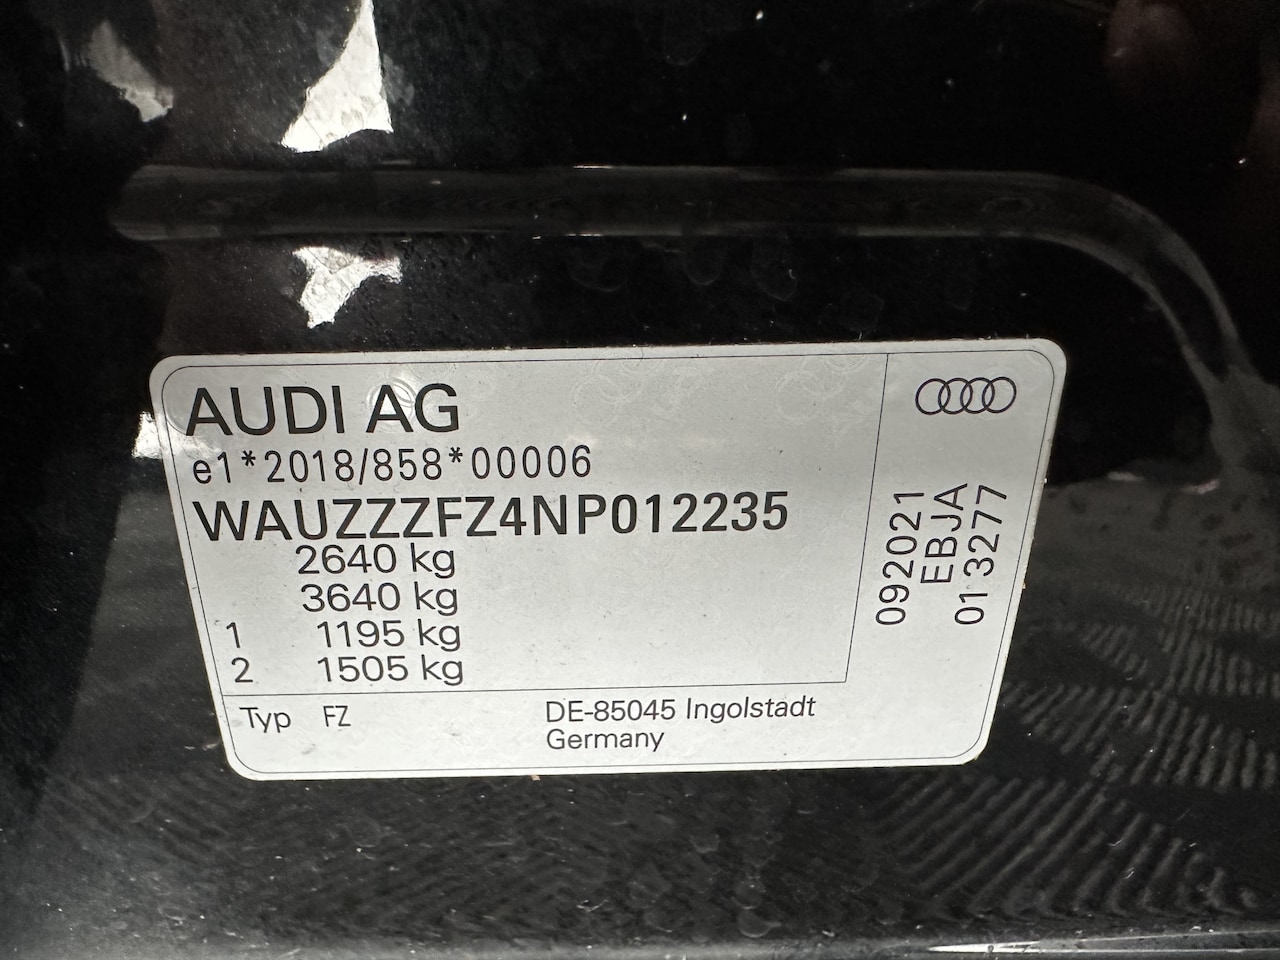 AUDI AG
e1*2018/858*00006
WAUZZZFZ4NP012235
2640 kg
3640 kg
1 1195 kg
2 1505 kg
Typ FZ
DE-85045 Ingolstadt
Germany
092021
EBJA
01 3277